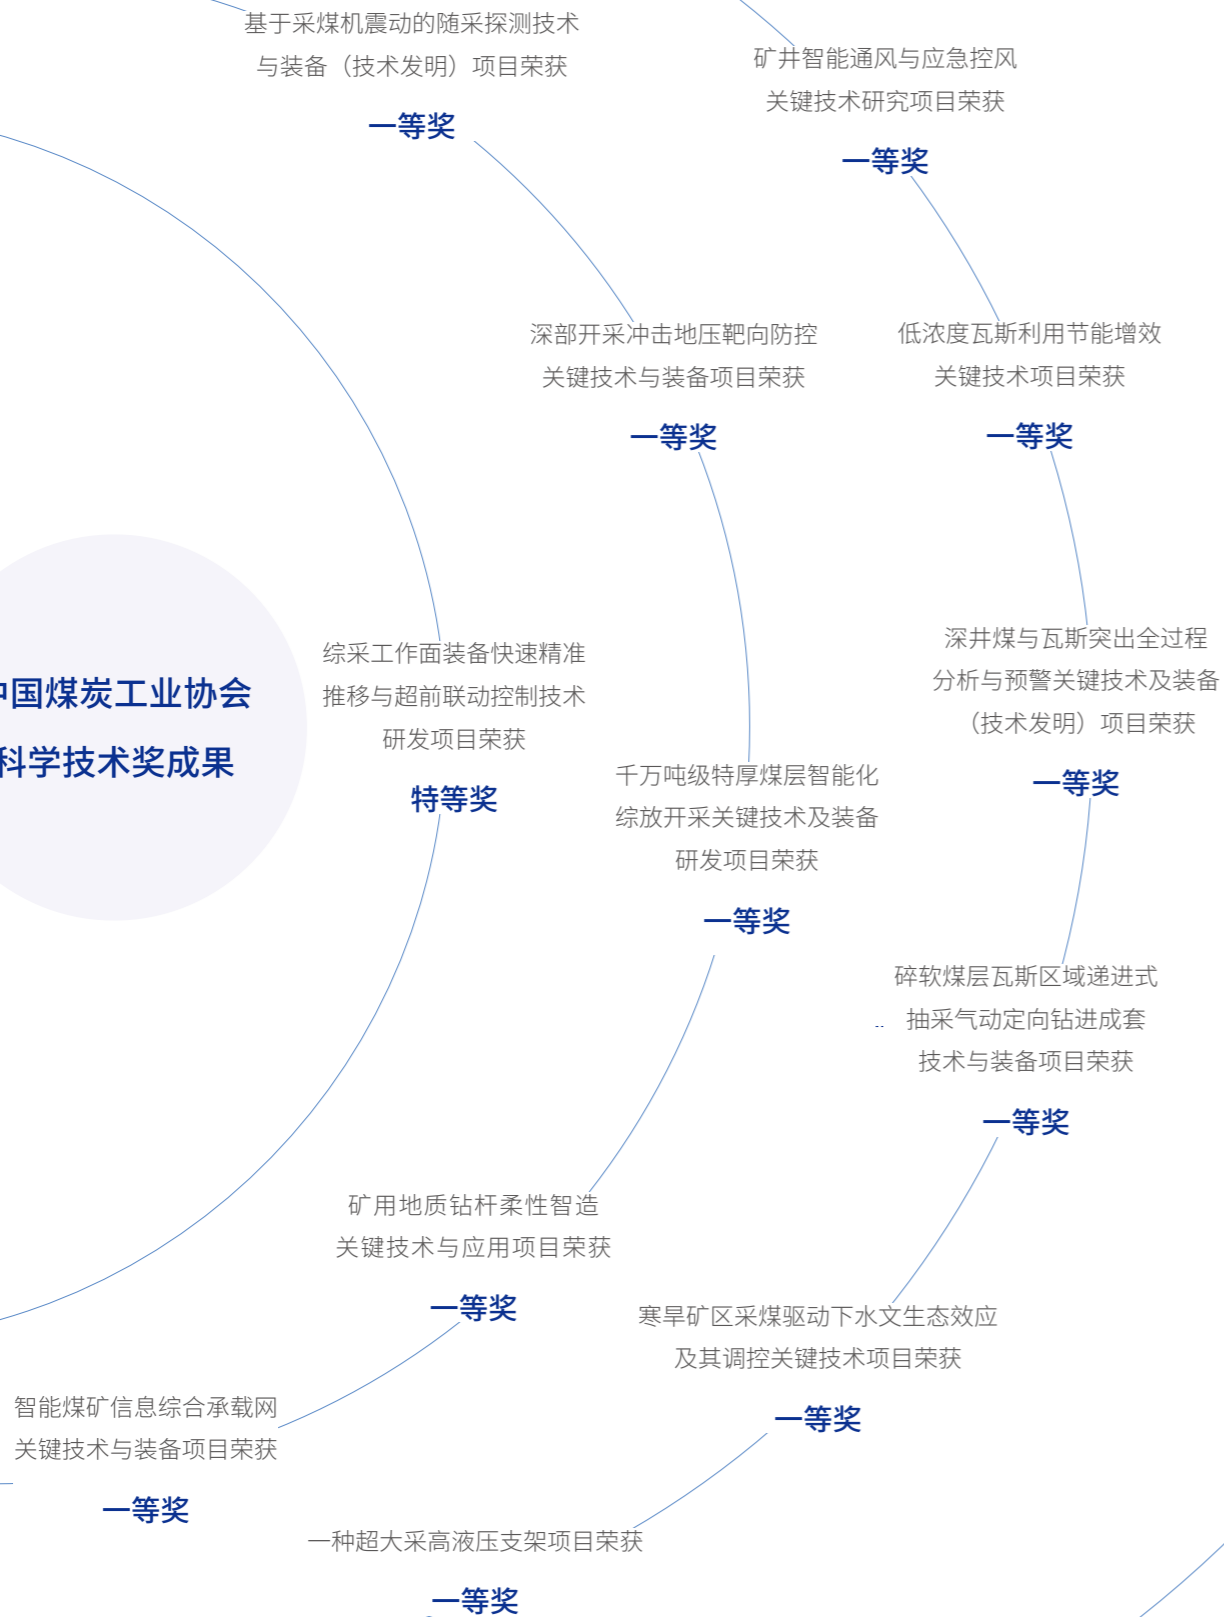 基于采煤机震动的随采探测技术
与装备（技术发明）项目荣获
一等奖
矿井智能通风与应急控风
关键技术研究项目荣获
一等奖
深部开采冲击地压靶向防控
关键技术与装备项目荣获
一等奖
低浓度瓦斯利用节能增效
关键技术项目荣获
一等奖
中国煤炭工业协会
科学技术奖成果
综采工作面装备快速精准
推移与超前联动控制技术
研发项目荣获
特等奖
深井煤与瓦斯突出全过程
分析与预警关键技术及装备
（技术发明）项目荣获
一等奖
千万吨级特厚煤层智能化
综放开采关键技术及装备
研发项目荣获
一等奖
碎软煤层瓦斯区域递进式
抽采气动定向钻进成套
技术与装备项目荣获
一等奖
矿用地质钻杆柔性智造
关键技术与应用项目荣获
一等奖
寒旱矿区采煤驱动下水文生态效应
及其调控关键技术项目荣获
一等奖
智能煤矿信息综合承载网
关键技术与装备项目荣获
一等奖
一种超大采高液压支架项目荣获
一等奖